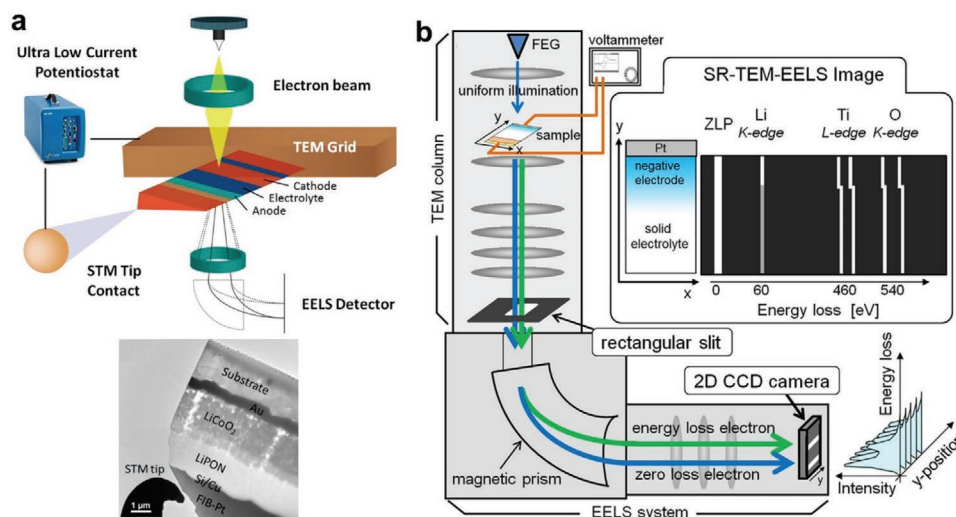 a
Ultra Low Current
Potentiostat
Electron beam
TEM Grid
Cathode
Electrolyte
Anode
STM Tip
Contact
EELS Detector
Substrate
Au
LiCoO2
LiPON
Si/Cu
FIB-Pt
STM tip
1 µm
b
FEG
voltammeter
uniform illumination
y
sample
x
TEM column
rectangular slit
2D CCD camera
energy loss electron
zero loss electron
magnetic prism
y
EELS system
SR-TEM-EELS Image
y
ZLP
Li
K-edge
Ti
L-edge
O
K-edge
Pt
negative
electrode
solid
electrolyte
x
0
60
460
540
Energy loss [eV]
Energy loss
Intensity
y-position